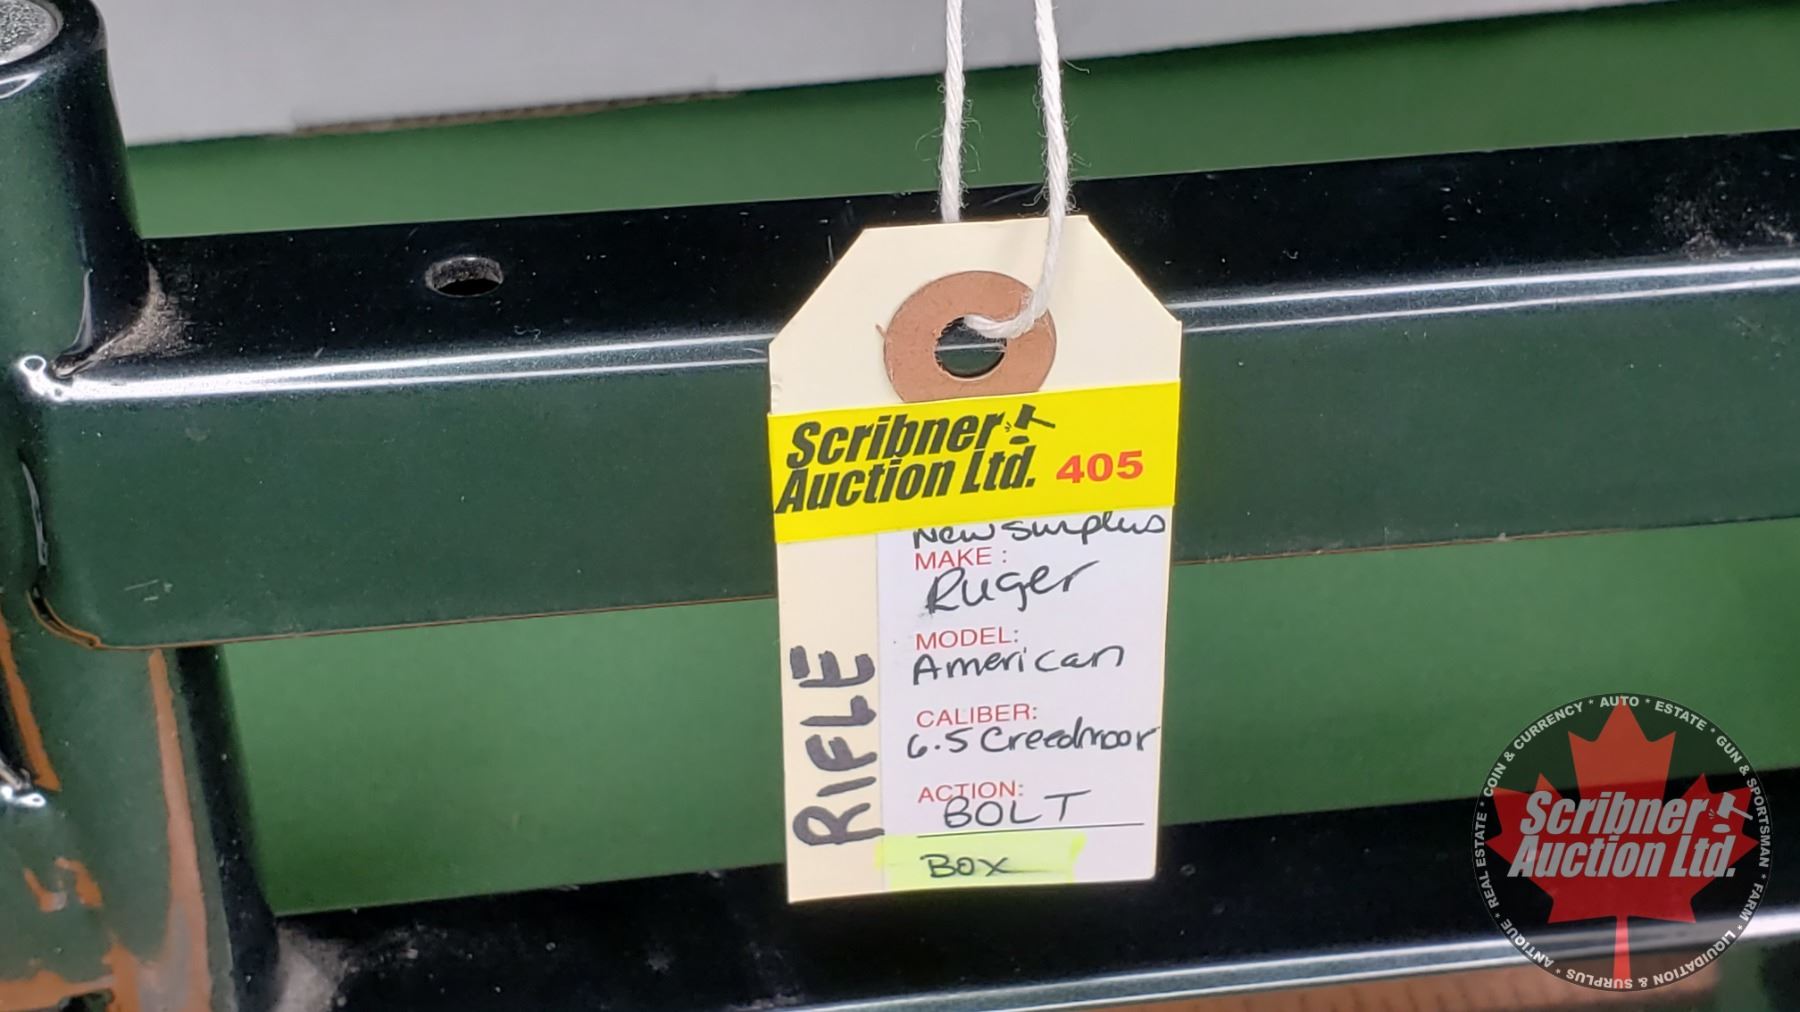 Scribner
Auction Ltd. 405
New Surplus
MAKE:
Ruger
MODEL:
American
CALIBER:
6.5 Creedmoor
ACTION:
BOLT
BOX
RIFLE
Scribner
Auction Ltd.
ANTIQUE * REAL ESTATE * COIN & CURRENCY * AUTO * ESTATE * GUN & SPORTSMAN * FARM * LIQUIDATION & SURPLUS *